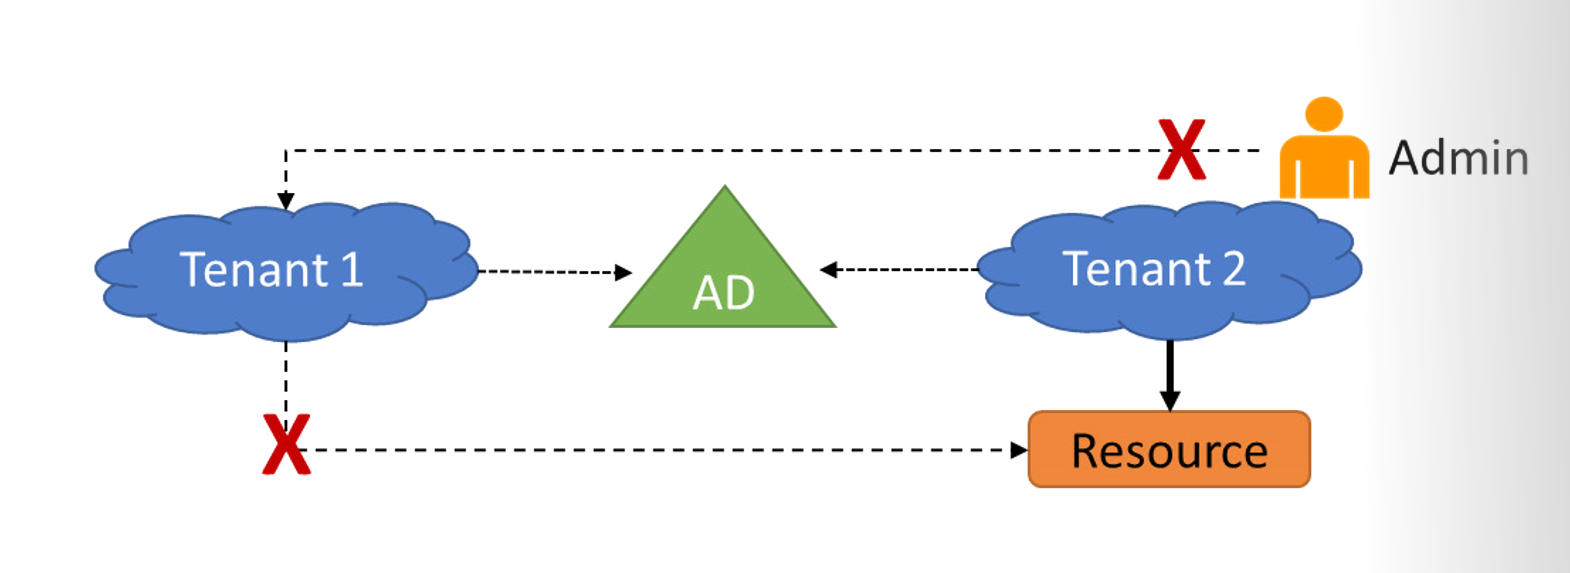 X
Admin
Tenant 1
AD
Tenant 2
X
Resource